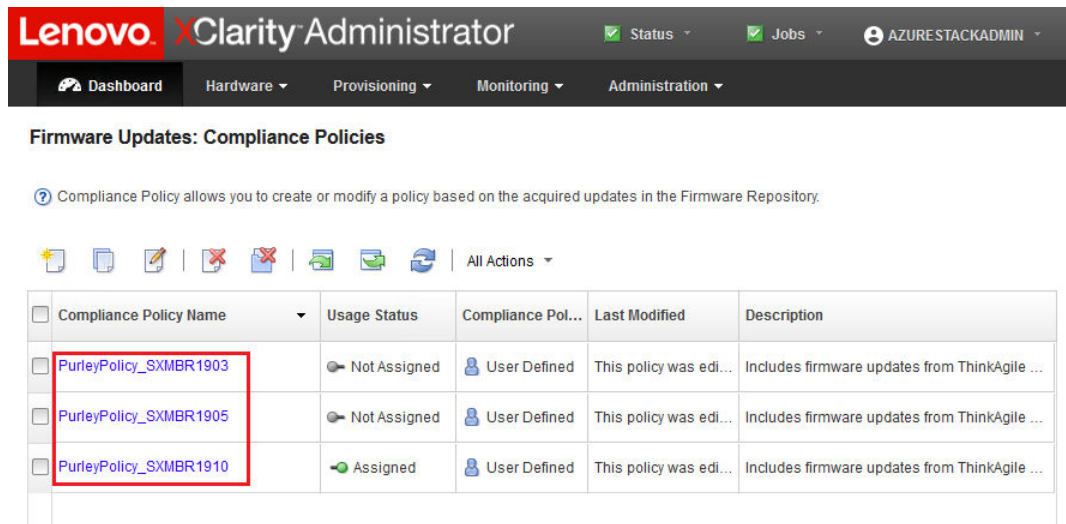 Lenovo. XClarity Administrator Status Jobs AZURESTACKADMIN
Dashboard Hardware Provisioning Monitoring Administration
Firmware Updates: Compliance Policies
? Compliance Policy allows you to create or modify a policy based on the acquired updates in the Firmware Repository.
All Actions
Compliance Policy Name Usage Status Compliance Pol... Last Modified Description
PurleyPolicy_SXMBR1903 Not Assigned User Defined This policy was edi... Includes firmware updates from ThinkAgile ...
PurleyPolicy_SXMBR1905 Not Assigned User Defined This policy was edi... Includes firmware updates from ThinkAgile ...
PurleyPolicy_SXMBR1910 Assigned User Defined This policy was edi... Includes firmware updates from ThinkAgile ...